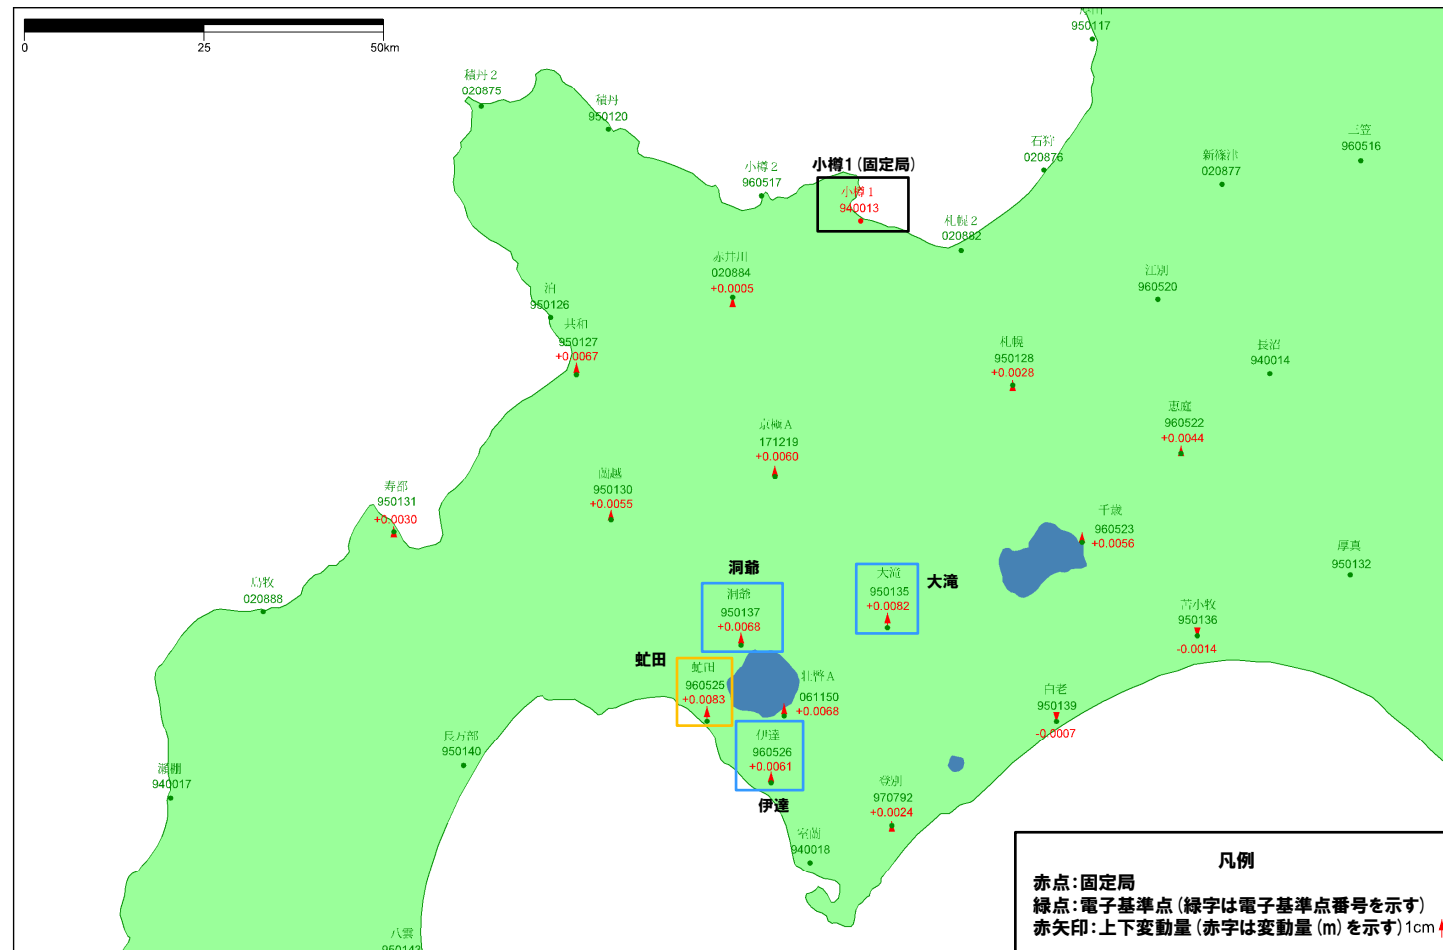 0
25
50km
950117
積丹２
020875
積丹
950120
小樽２
960517
小樽1（固定局）
小樽１
940013
石狩
020876
新篠津
020877
三笠
960516
札幌２
020882
赤井川
020884
+0.0005
江別
960520
泊
950126
共和
950127
+0.0067
札幌
950128
+0.0028
長沼
940014
恵庭
960522
+0.0044
京極Ａ
171219
+0.0060
蘭越
950130
+0.0055
寿都
950131
+0.0030
千歳
960523
+0.0056
厚真
950132
島牧
020888
洞爺
洞爺
950137
+0.0068
大滝
大滝
950135
+0.0082
苫小牧
950136
-0.0014
虻田
虻田
960525
+0.0083
壮瞥Ａ
061150
+0.0068
白老
950139
-0.0007
伊達
960526
+0.0061
伊達
長万部
950140
瀬棚
940017
登別
970792
+0.0024
室蘭
940018
八雲
凡例
赤点：固定局
緑点：電子基準点（緑字は電子基準点番号を示す）
赤矢印：上下変動量（赤字は変動量（m）を示す）1cm